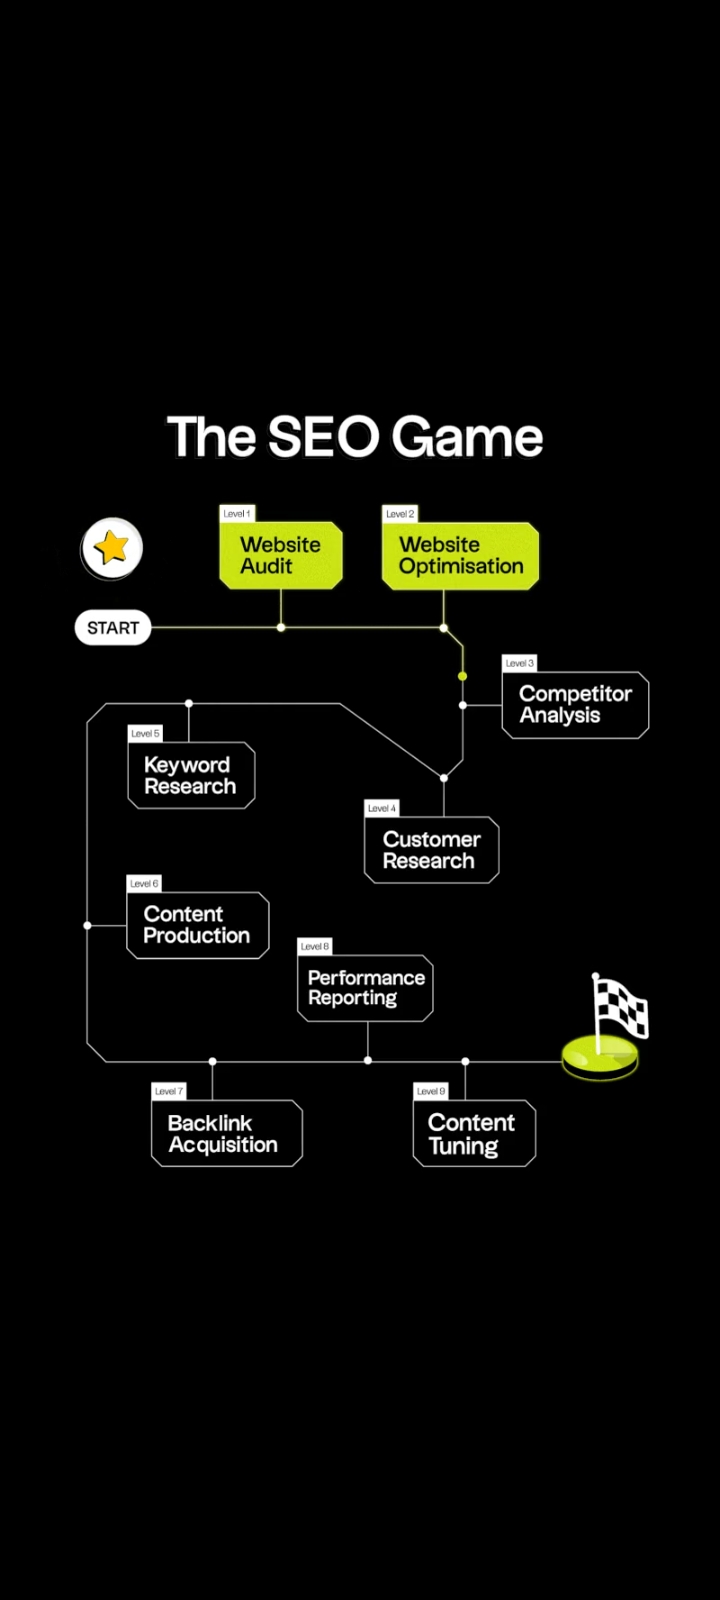 The SEO Game
Level 1
Website
Audit
Level 2
Website
Optimisation
START
Level 3
Competitor
Analysis
Level 5
Keyword
Research
Level 4
Customer
Research
Level 6
Content
Production
Level 8
Performance
Reporting
Level 7
Backlink
Acquisition
Level 9
Content
Tuning